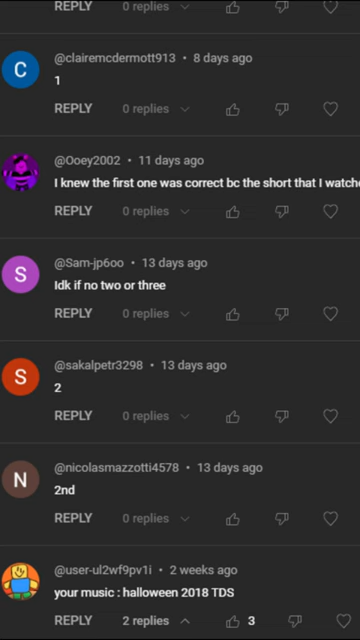 REPLY 0 replies
@clairemcdermott913 • 8 days ago
1
REPLY 0 replies
@Ooey2002 • 11 days ago
I knew the first one was correct bc the short that I watche
REPLY 0 replies
@Sam-jp6oo • 13 days ago
Idk if no two or three
REPLY 0 replies
@sakalpetr3298 • 13 days ago
2
REPLY 0 replies
@nicolasmazzotti4578 • 13 days ago
2nd
REPLY 0 replies
@user-ul2wf9pv1i • 2 weeks ago
your music : halloween 2018 TDS
REPLY 2 replies 3
C
S
S
N